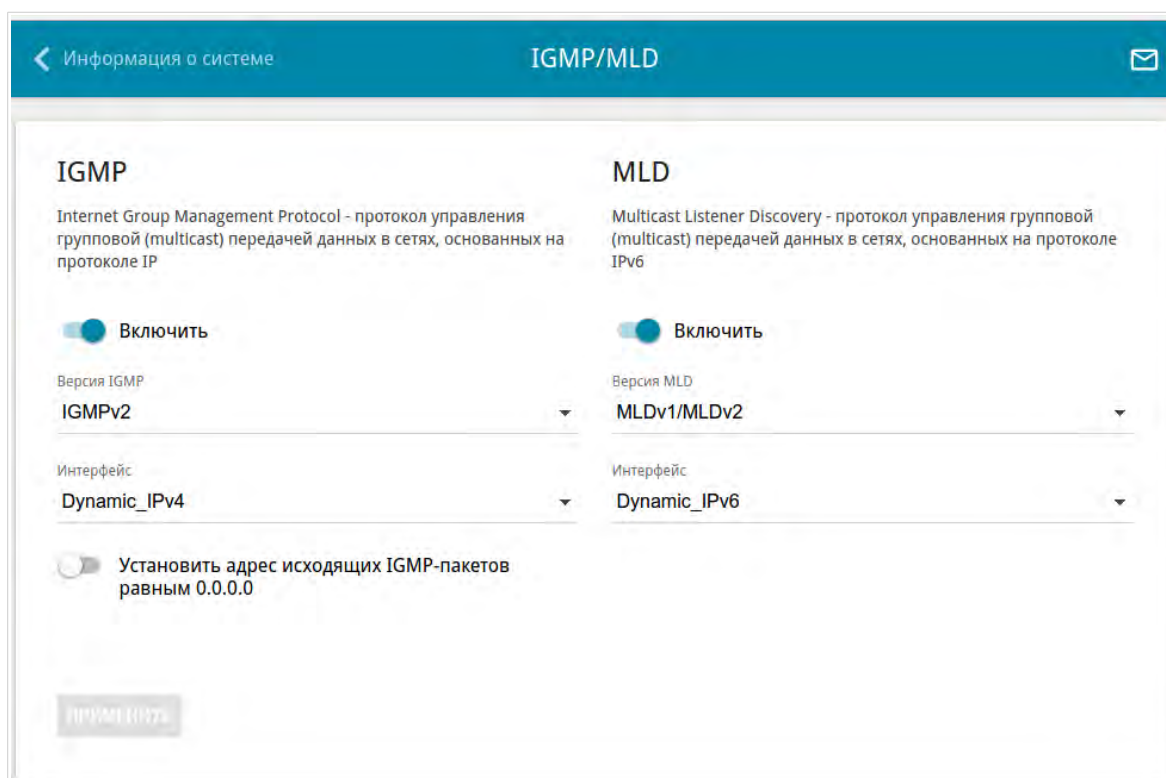 Информация о системе
IGMP/MLD
IGMP
Internet Group Management Protocol - протокол управления
групповой (multicast) передачей данных в сетях, основанных на
протоколе IP
Включить
Версия IGMP
IGMPv2
Интерфейс
Dynamic_IPv4
Установить адрес исходящих IGMP-пакетов
равным 0.0.0.0
ПРИМЕНИТЬ
MLD
Multicast Listener Discovery - протокол управления групповой
(multicast) передачей данных в сетях, основанных на протоколе
IPv6
Включить
Версия MLD
MLDv1/MLDv2
Интерфейс
Dynamic_IPv6